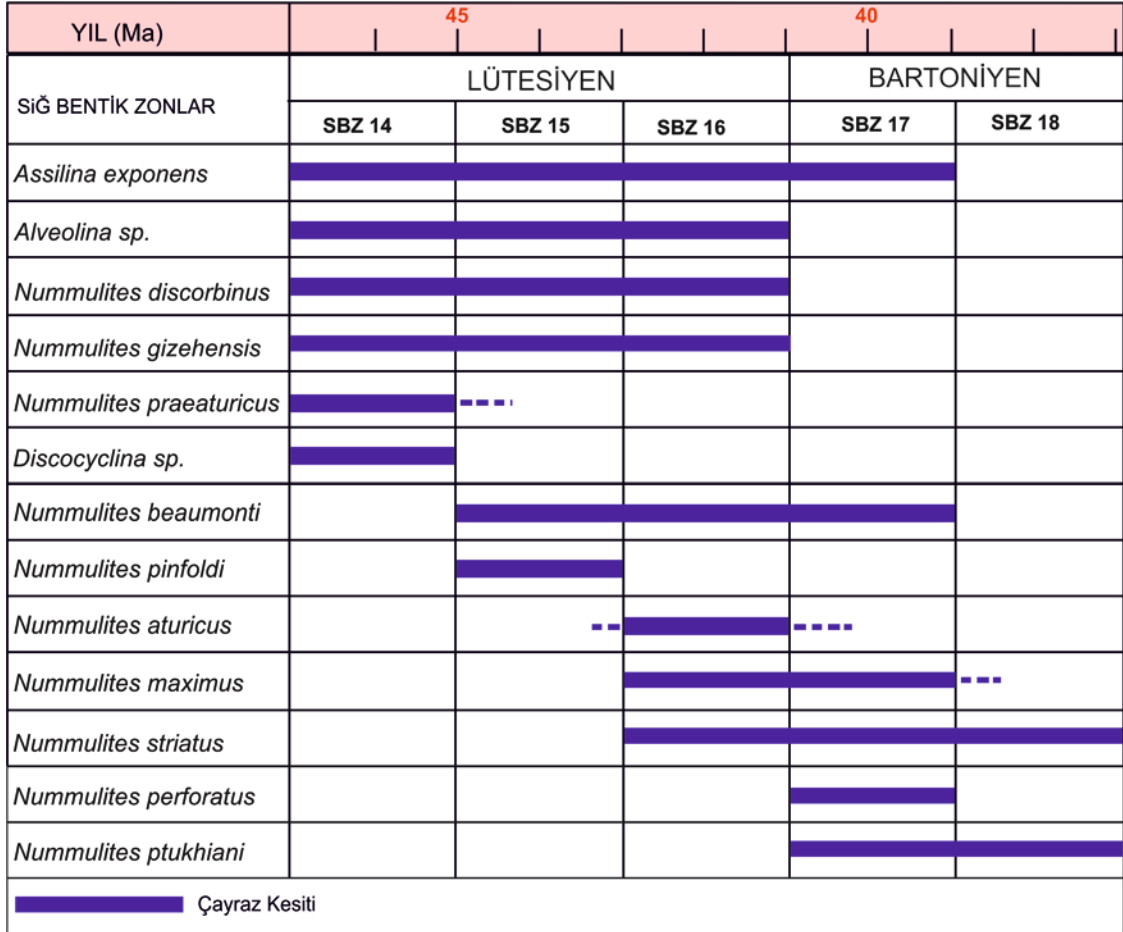 YIL (Ma)
45
40
SiĞ BENTİK ZONLAR
LÜTESİYEN
BARTONİYEN
SBZ 14
SBZ 15
SBZ 16
SBZ 17
SBZ 18
Assilina exponens
Alveolina sp.
Nummulites discorbinus
Nummulites gizehensis
Nummulites praeaturicus
Discocyclina sp.
Nummulites beaumonti
Nummulites pinfoldi
Nummulites aturicus
Nummulites maximus
Nummulites striatus
Nummulites perforatus
Nummulites ptukhiani
Çayraz Kesiti